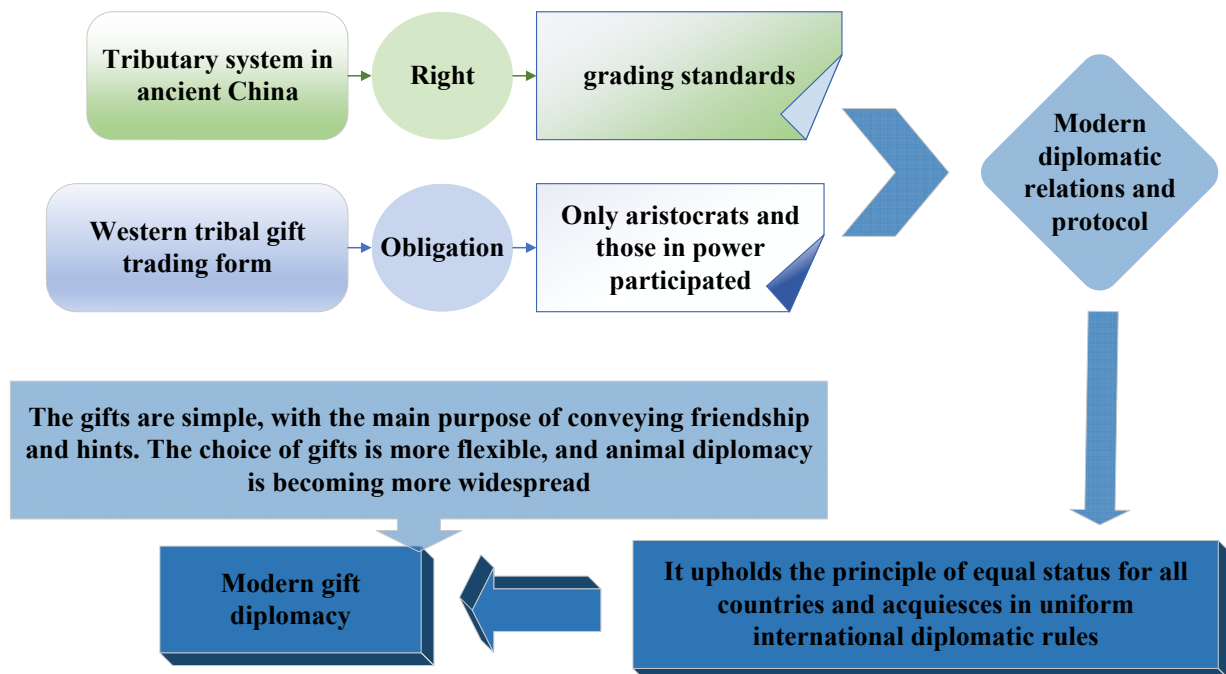 Tributary system in
ancient China
Right
grading standards
Western tribal gift
trading form
Obligation
Only aristocrats and
those in power
participated
Modern
diplomatic
relations and
protocol
The gifts are simple, with the main purpose of conveying friendship
and hints. The choice of gifts is more flexible, and animal diplomacy
is becoming more widespread
Modern gift
diplomacy
It upholds the principle of equal status for all
countries and acquiesces in uniform
international diplomatic rules